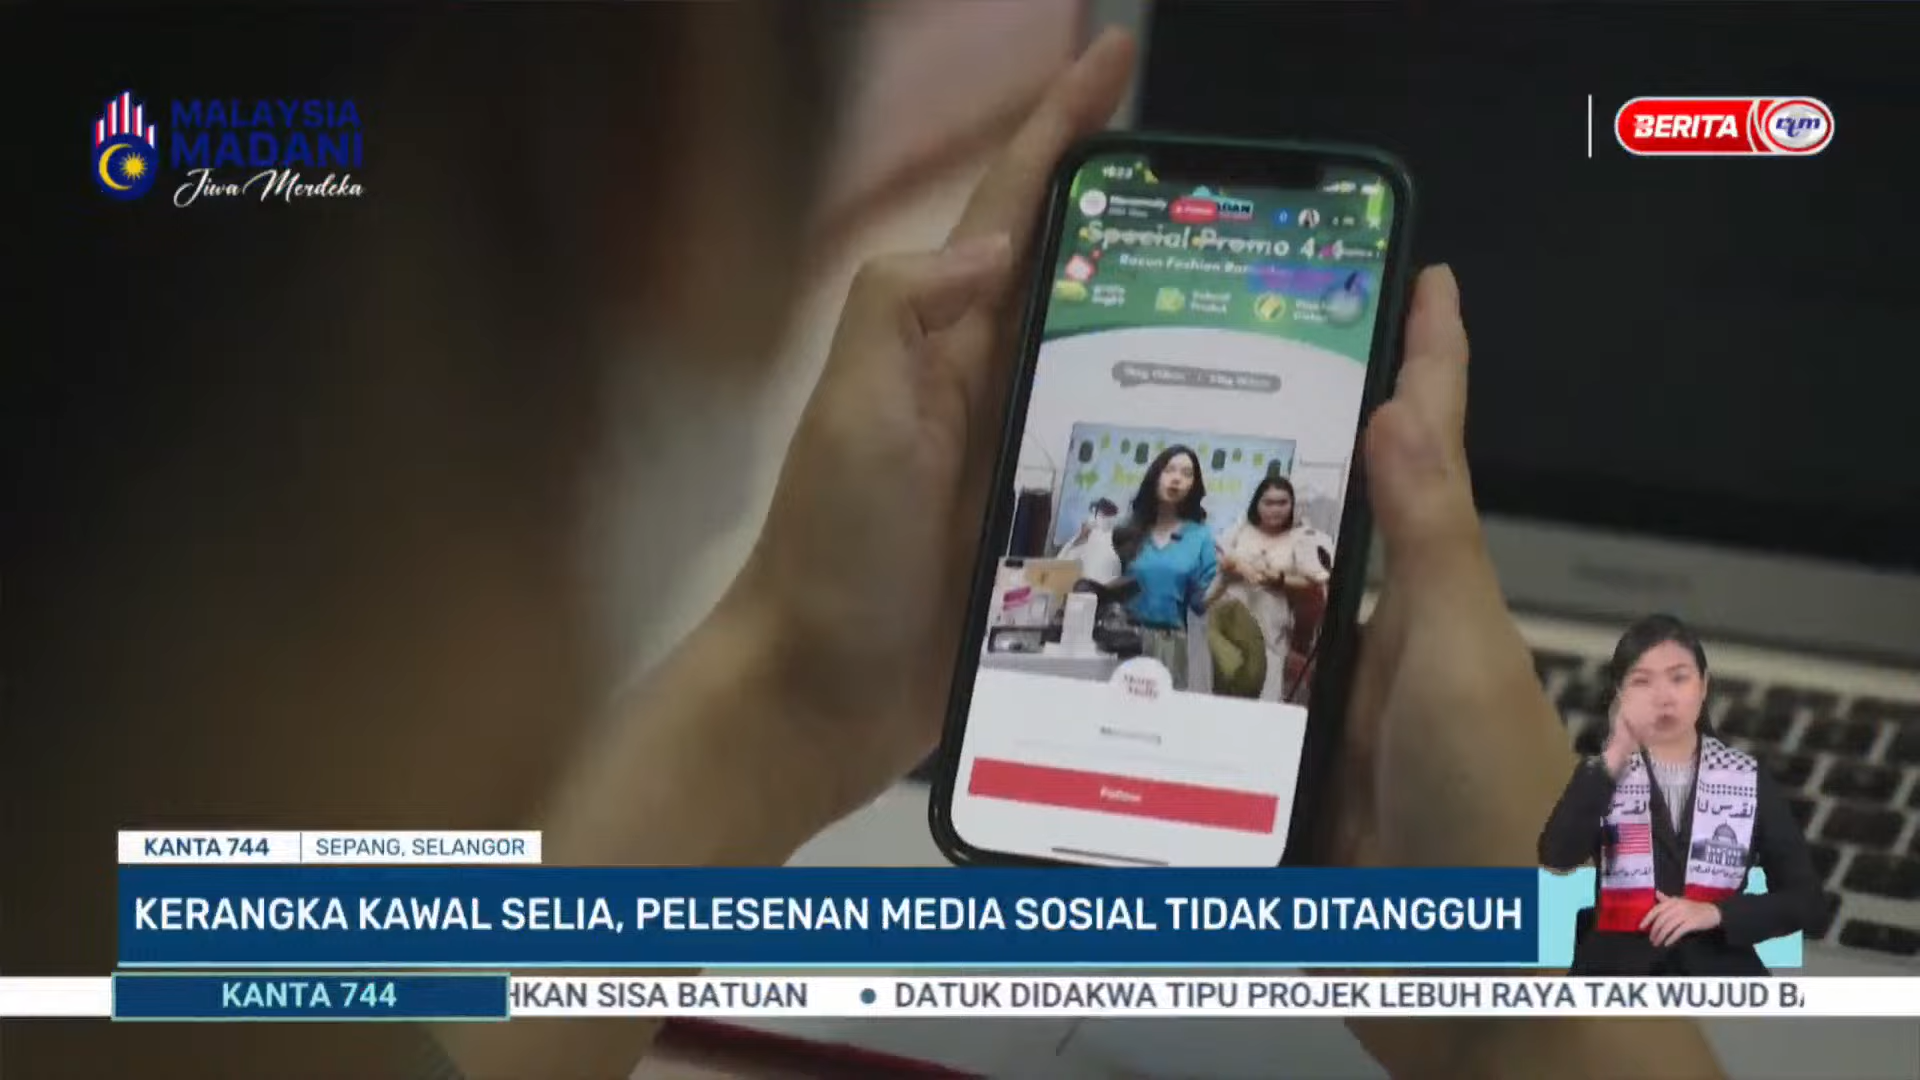 MALAYSIA
MADANI
Jiwa Merdeka
BERITA rtm
Special Promo 4.4
Follow
KANTA 744 SEPANG, SELANGOR
KERANGKA KAWAL SELIA, PELESENAN MEDIA SOSIAL TIDAK DITANGGUH
KANTA 744 HKAN SISA BATUAN • DATUK DIDAKWA TIPU PROJEK LEBUH RAYA TAK WUJUD